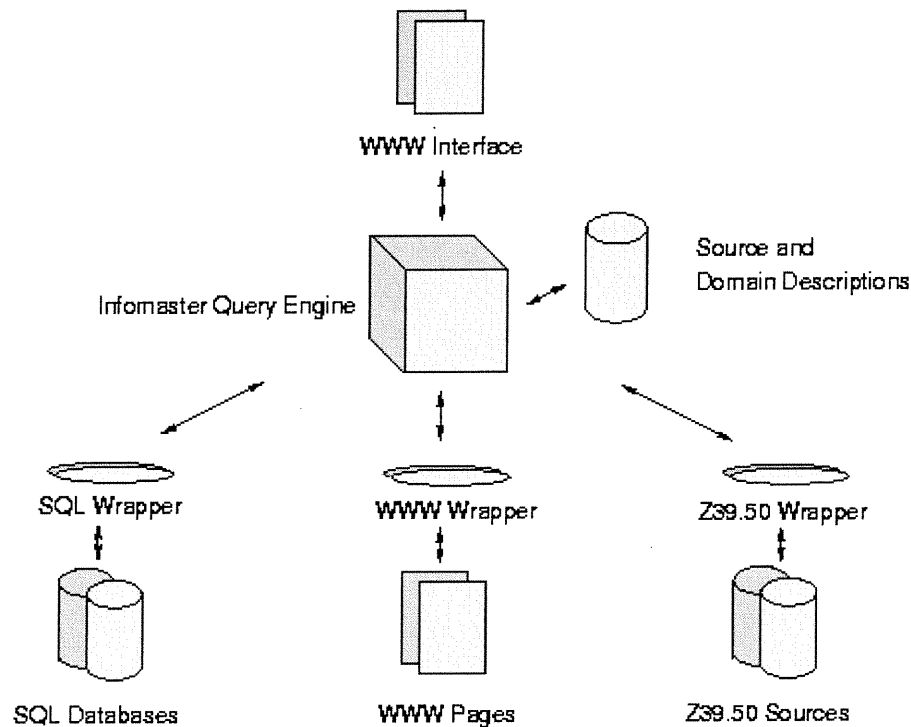 WWW Interface
Source and
Domain Descriptions
Infomaster Query Engine
SQL Wrapper
WWW Wrapper
Z39.50 Wrapper
SQL Databases
WWW Pages
Z39.50 Sources